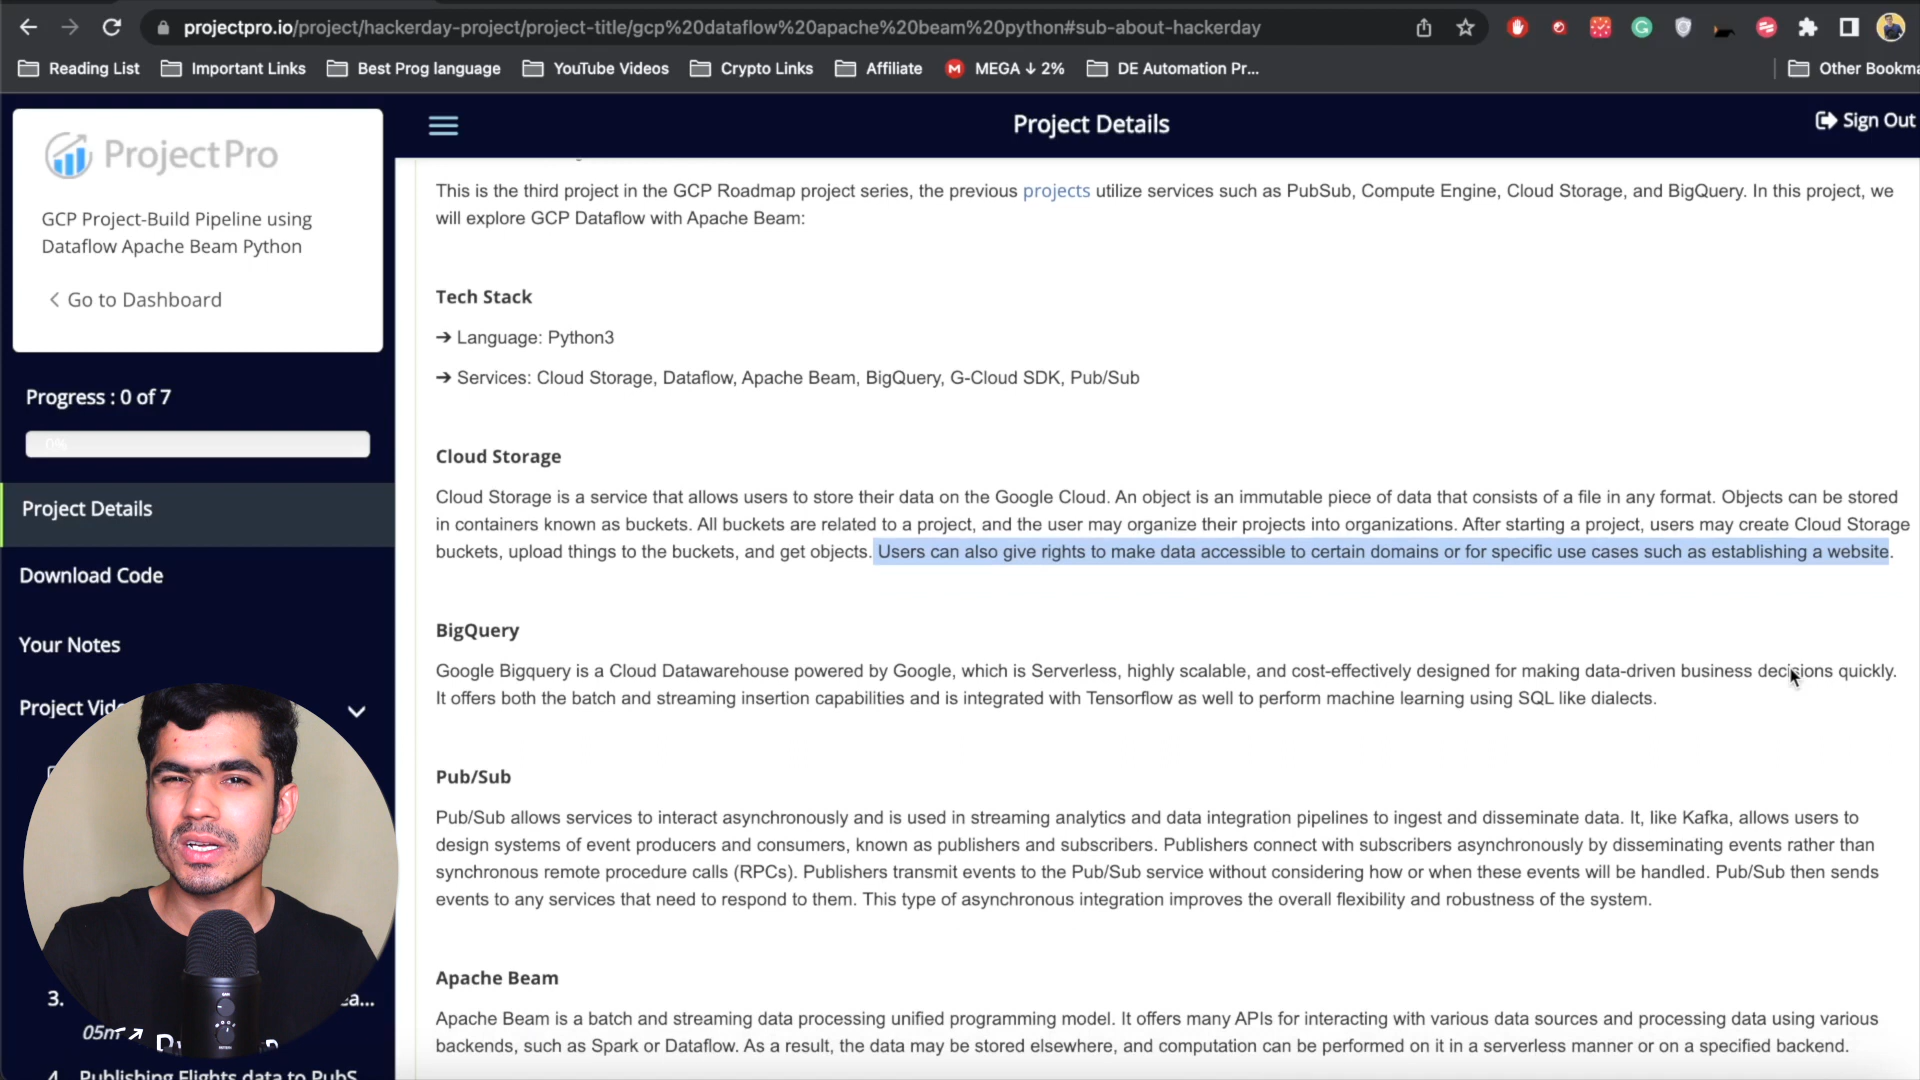 projectpro.io/project/hackerday-project/project-title/gcp%20dataflow%20apache%20beam%20python#sub-about-hackerday
Reading List Important Links Best Prog language YouTube Videos Crypto Links Affiliate MEGA ↓ 2% DE Automation Pr... Other Bookma
ProjectPro
GCP Project-Build Pipeline using
Dataflow Apache Beam Python
< Go to Dashboard
Progress : 0 of 7
0%
Project Details
Download Code
Your Notes
Project Vide
3. ea...
05m
4. Publishing Flights data to PubS
Project Details
Sign Out
This is the third project in the GCP Roadmap project series, the previous projects utilize services such as PubSub, Compute Engine, Cloud Storage, and BigQuery. In this project, we
will explore GCP Dataflow with Apache Beam:
Tech Stack
➔ Language: Python3
➔ Services: Cloud Storage, Dataflow, Apache Beam, BigQuery, G-Cloud SDK, Pub/Sub
Cloud Storage
Cloud Storage is a service that allows users to store their data on the Google Cloud. An object is an immutable piece of data that consists of a file in any format. Objects can be stored
in containers known as buckets. All buckets are related to a project, and the user may organize their projects into organizations. After starting a project, users may create Cloud Storage
buckets, upload things to the buckets, and get objects. Users can also give rights to make data accessible to certain domains or for specific use cases such as establishing a website.
BigQuery
Google Bigquery is a Cloud Datawarehouse powered by Google, which is Serverless, highly scalable, and cost-effectively designed for making data-driven business decisions quickly.
It offers both the batch and streaming insertion capabilities and is integrated with Tensorflow as well to perform machine learning using SQL like dialects.
Pub/Sub
Pub/Sub allows services to interact asynchronously and is used in streaming analytics and data integration pipelines to ingest and disseminate data. It, like Kafka, allows users to
design systems of event producers and consumers, known as publishers and subscribers. Publishers connect with subscribers asynchronously by disseminating events rather than
synchronous remote procedure calls (RPCs). Publishers transmit events to the Pub/Sub service without considering how or when these events will be handled. Pub/Sub then sends
events to any services that need to respond to them. This type of asynchronous integration improves the overall flexibility and robustness of the system.
Apache Beam
Apache Beam is a batch and streaming data processing unified programming model. It offers many APIs for interacting with various data sources and processing data using various
backends, such as Spark or Dataflow. As a result, the data may be stored elsewhere, and computation can be performed on it in a serverless manner or on a specified backend.